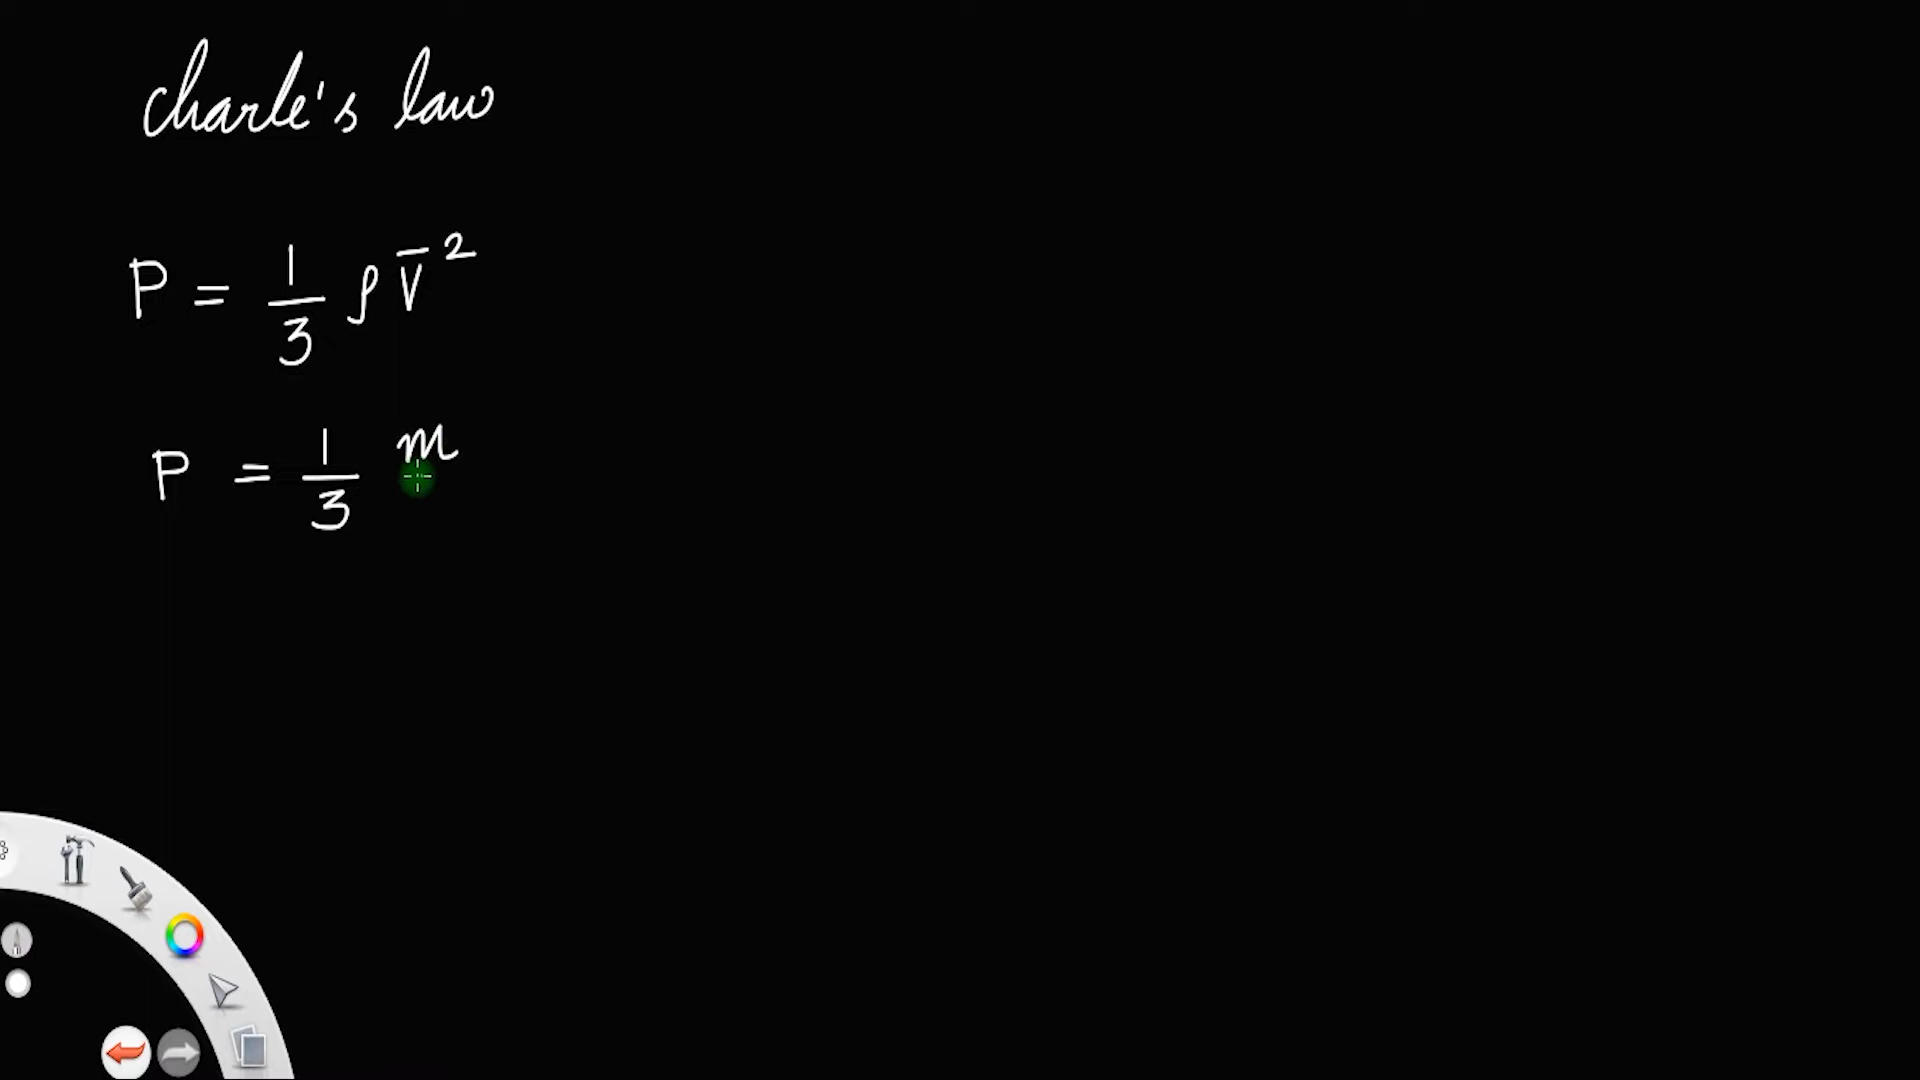 Charle's law
P = 1/3 ρ V̅²
P = 1/3 m